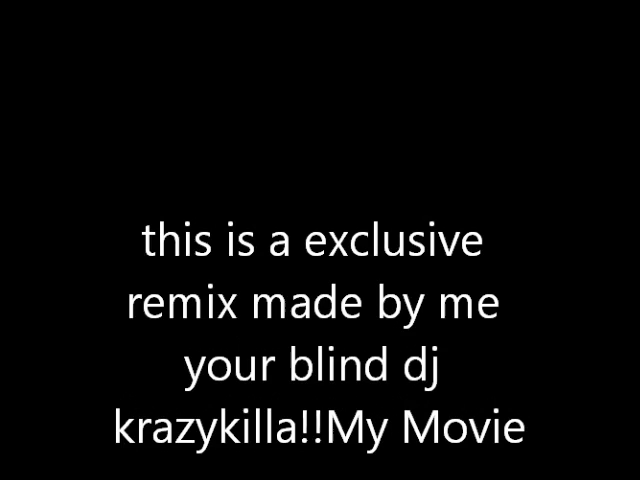 this is a exclusive
remix made by me
your blind dj
krazykilla!!My Movie